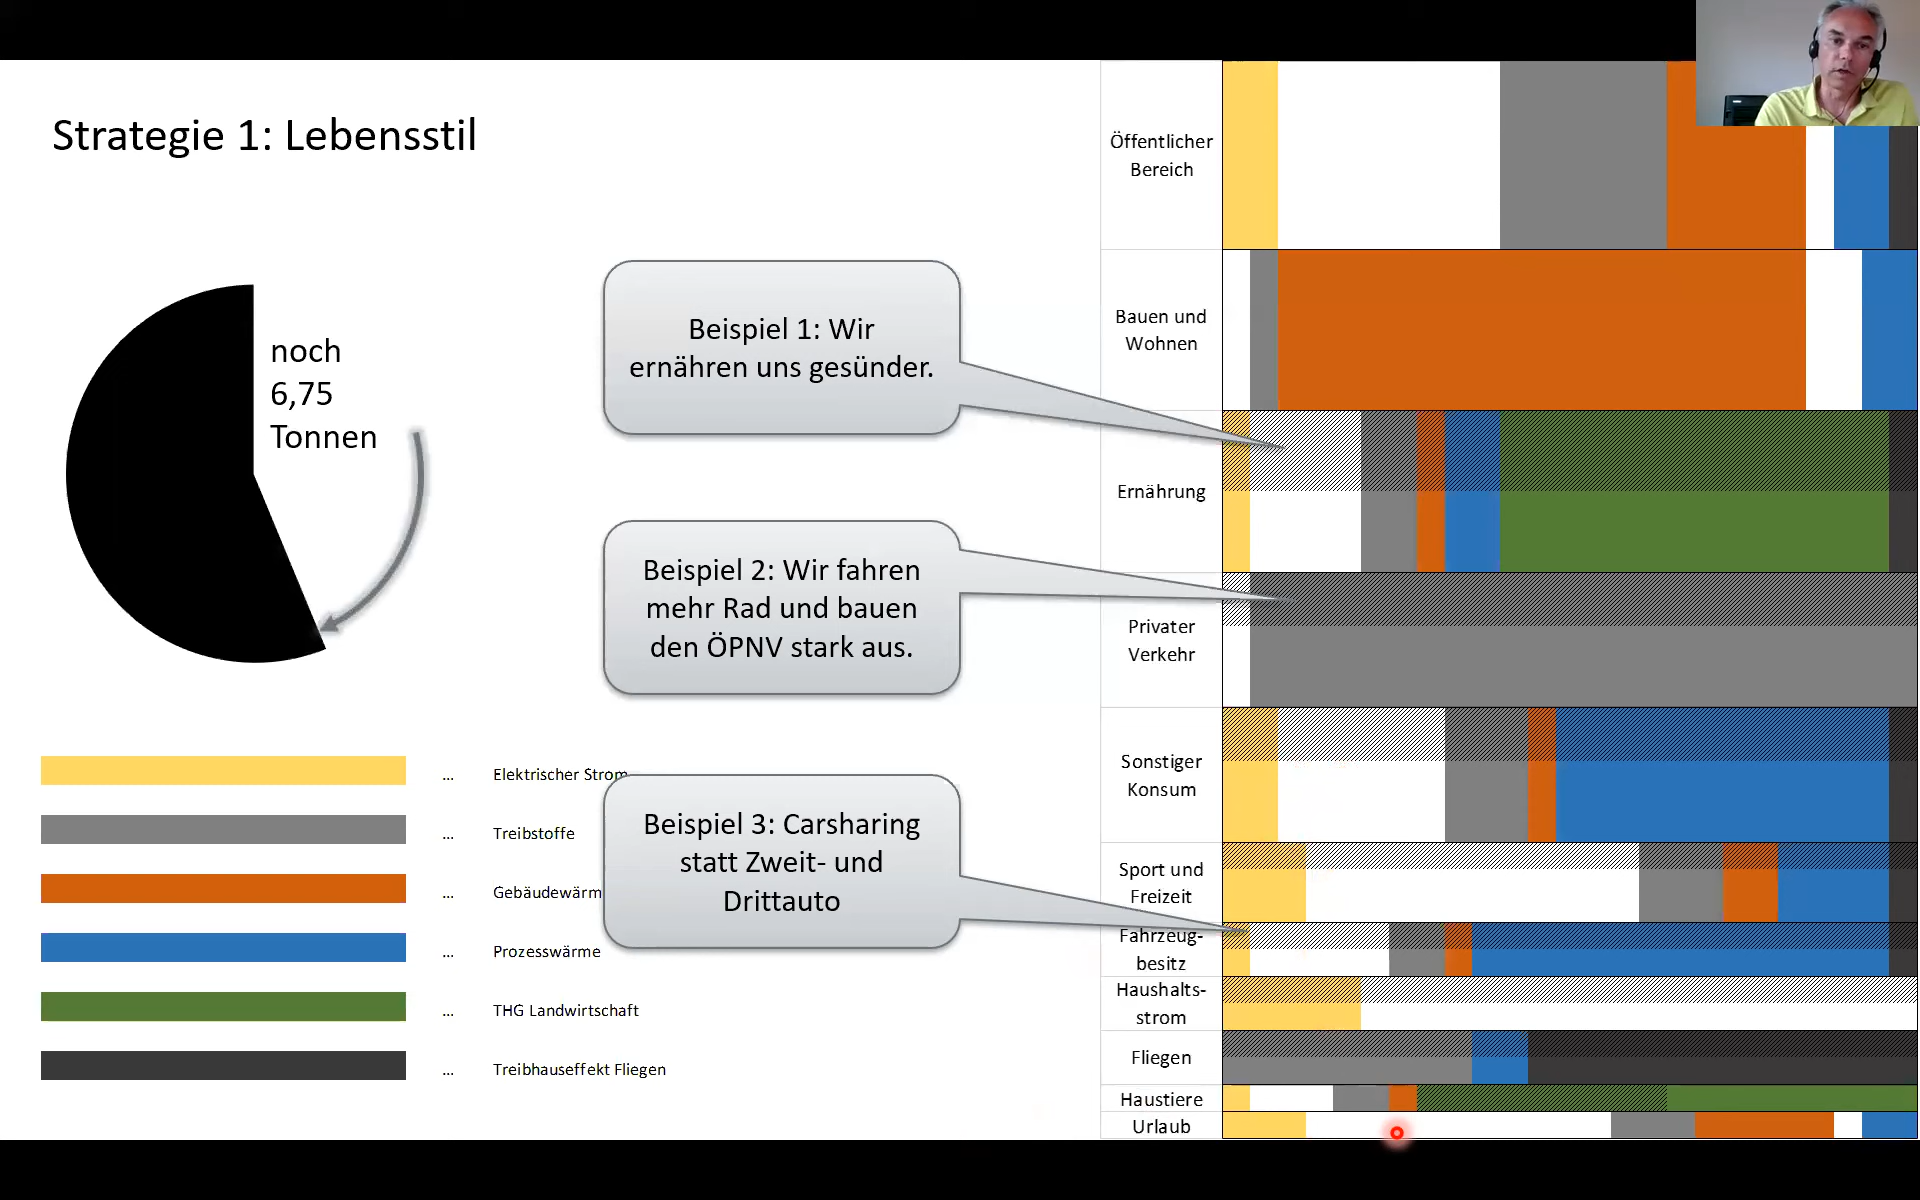 Strategie 1: Lebensstil
noch
6,75
Tonnen
Beispiel 1: Wir
ernähren uns gesünder.
Beispiel 2: Wir fahren
mehr Rad und bauen
den ÖPNV stark aus.
Beispiel 3: Carsharing
statt Zweit- und
Drittauto
... Elektrischer Strom
... Treibstoffe
... Gebäudewärm
... Prozesswärme
... THG Landwirtschaft
... Treibhauseffekt Fliegen
Öffentlicher
Bereich
Bauen und
Wohnen
Ernährung
Privater
Verkehr
Sonstiger
Konsum
Sport und
Freizeit
Fahrzeug-
besitz
Haushalts-
strom
Fliegen
Haustiere
Urlaub